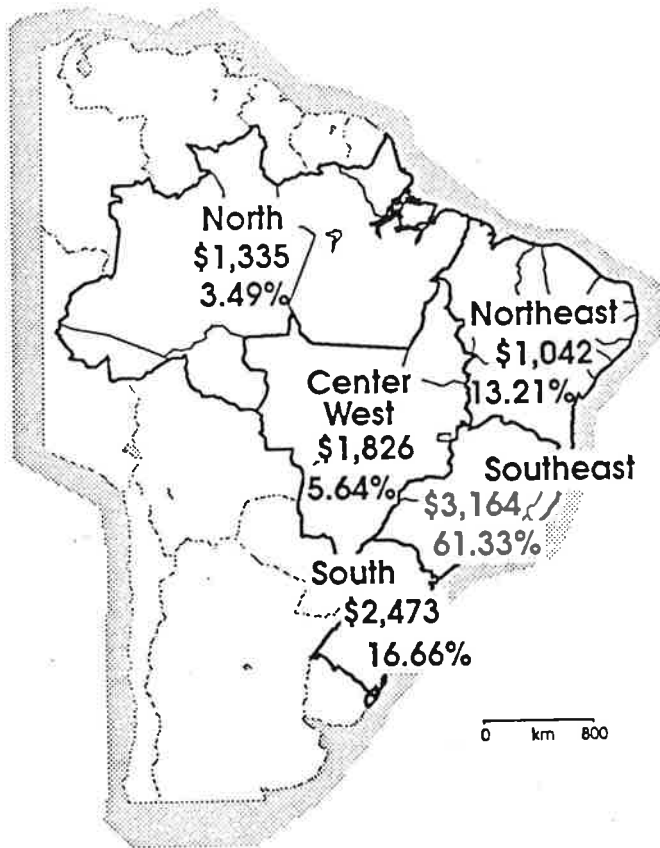 North
$1,335
3.49%
Northeast
$1,042
13.21%
Center
West
$1,826
5.64%
Southeast
$3,164
61.33%
South
$2,473
16.66%
0 km 800